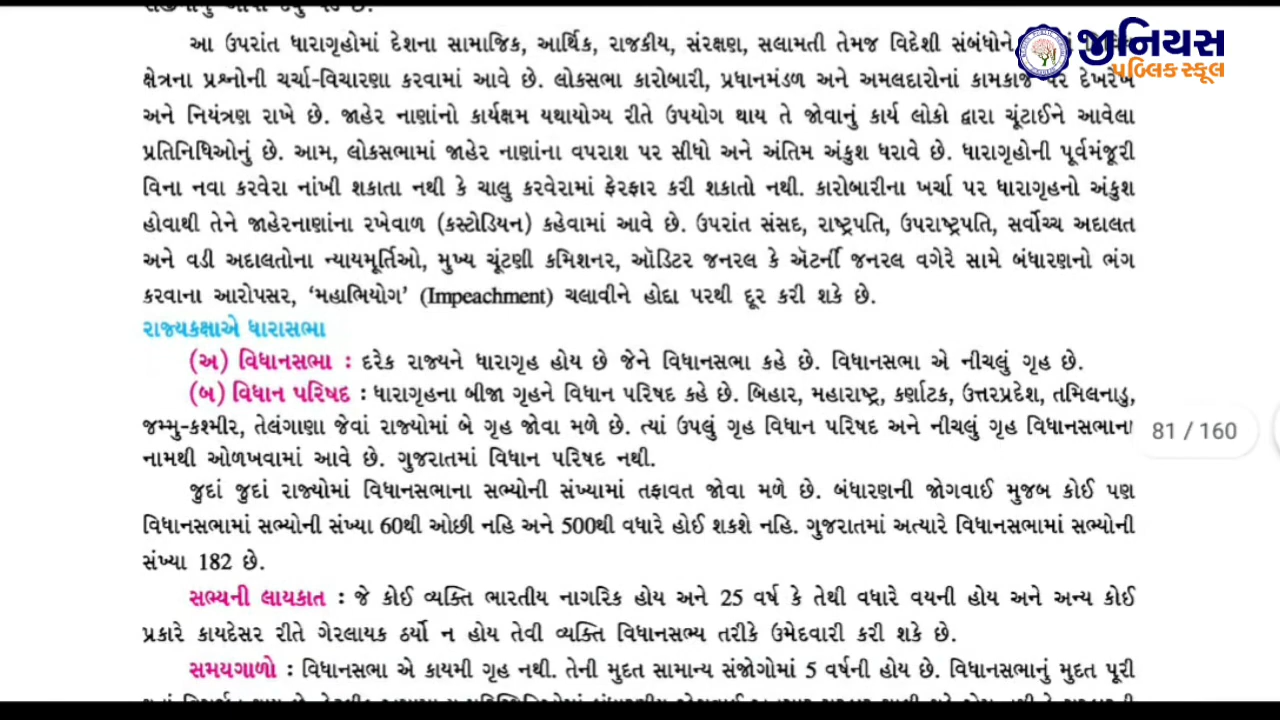 જીનિયસ
પબ્લિક સ્કૂલ
આ ઉપરાંત ધારાગૃહોમાં દેશના સામાજિક, આર્થિક, રાજકીય, સંરક્ષણ, સલામતી તેમજ વિદેશી સંબંધોને
ક્ષેત્રના પ્રશ્નોની ચર્ચા-વિચારણા કરવામાં આવે છે. લોકસભા કારોબારી, પ્રધાનમંડળ અને અમલદારોનાં કામકાજ પર દેખરેખ
અને નિયંત્રણ રાખે છે. જાહેર નાણાંનો કાર્યક્ષમ યથાયોગ્ય રીતે ઉપયોગ થાય તે જોવાનું કાર્ય લોકો દ્વારા ચૂંટાઈને આવેલા
પ્રતિનિધિઓનું છે. આમ, લોકસભામાં જાહેર નાણાંના વપરાશ પર સીધો અને અંતિમ અંકુશ ધરાવે છે. ધારાગૃહોની પૂર્વમંજૂરી
વિના નવા કરવેરા નાંખી શકાતા નથી કે ચાલુ કરવેરામાં ફેરફાર કરી શકાતો નથી. કારોબારીના ખર્ચા પર ધારાગૃહનો અંકુશ
હોવાથી તેને જાહેરનાણાંના રખેવાળ (કસ્ટોડિયન) કહેવામાં આવે છે. ઉપરાંત સંસદ, રાષ્ટ્રપતિ, ઉપરાષ્ટ્રપતિ, સર્વોચ્ચ અદાલત
અને વડી અદાલતોના ન્યાયમૂર્તિઓ, મુખ્ય ચૂંટણી કમિશનર, ઑડિટર જનરલ કે ઍટર્ની જનરલ વગેરે સામે બંધારણનો ભંગ
કરવાના આરોપસર, ‘મહાભિયોગ’ (Impeachment) ચલાવીને હોદ્દા પરથી દૂર કરી શકે છે.
રાજ્યકક્ષાએ ધારાસભા
(અ) વિધાનસભા : દરેક રાજ્યને ધારાગૃહ હોય છે જેને વિધાનસભા કહે છે. વિધાનસભા એ નીચલું ગૃહ છે.
(બ) વિધાન પરિષદ : ધારાગૃહના બીજા ગૃહને વિધાન પરિષદ કહે છે. બિહાર, મહારાષ્ટ્ર, કર્ણાટક, ઉત્તરપ્રદેશ, તમિલનાડુ,
જમ્મુ-કશ્મીર, તેલંગાણા જેવાં રાજ્યોમાં બે ગૃહ જોવા મળે છે. ત્યાં ઉપલું ગૃહ વિધાન પરિષદ અને નીચલું ગૃહ વિધાનસભાના
નામથી ઓળખવામાં આવે છે. ગુજરાતમાં વિધાન પરિષદ નથી.
81 / 160
જુદાં જુદાં રાજ્યોમાં વિધાનસભાના સભ્યોની સંખ્યામાં તફાવત જોવા મળે છે. બંધારણની જોગવાઈ મુજબ કોઈ પણ
વિધાનસભામાં સભ્યોની સંખ્યા 60થી ઓછી નહિ અને 500થી વધારે હોઈ શકશે નહિ. ગુજરાતમાં અત્યારે વિધાનસભામાં સભ્યોની
સંખ્યા 182 છે.
સભ્યની લાયકાત : જે કોઈ વ્યક્તિ ભારતીય નાગરિક હોય અને 25 વર્ષ કે તેથી વધારે વયની હોય અને અન્ય કોઈ
પ્રકારે કાયદેસર રીતે ગેરલાયક ઠર્યો ન હોય તેવી વ્યક્તિ વિધાનસભ્ય તરીકે ઉમેદવારી કરી શકે છે.
સમયગાળો : વિધાનસભા એ કાયમી ગૃહ નથી. તેની મુદત સામાન્ય સંજોગોમાં 5 વર્ષની હોય છે. વિધાનસભાનું મુદત પૂરી